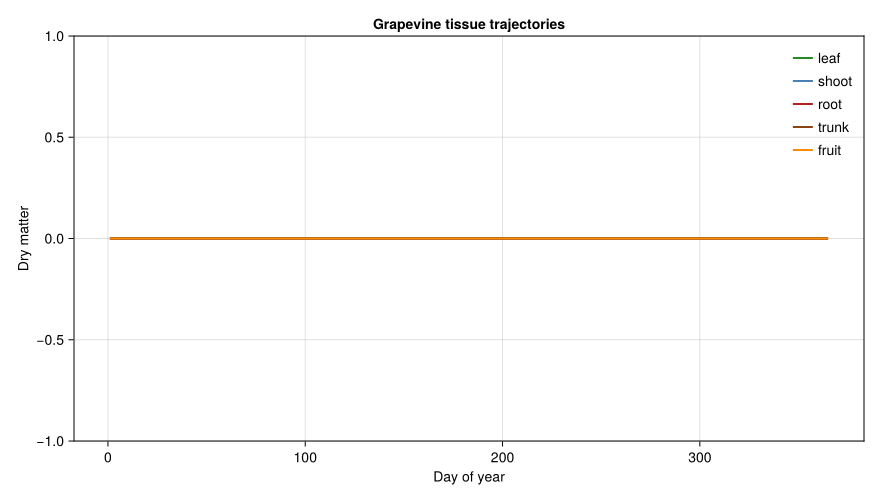 Grapevine tissue trajectories
1.0
0.5
0.0
−0.5
−1.0
Dry matter
0
100
200
300
Day of year
leaf
shoot
root
trunk
fruit